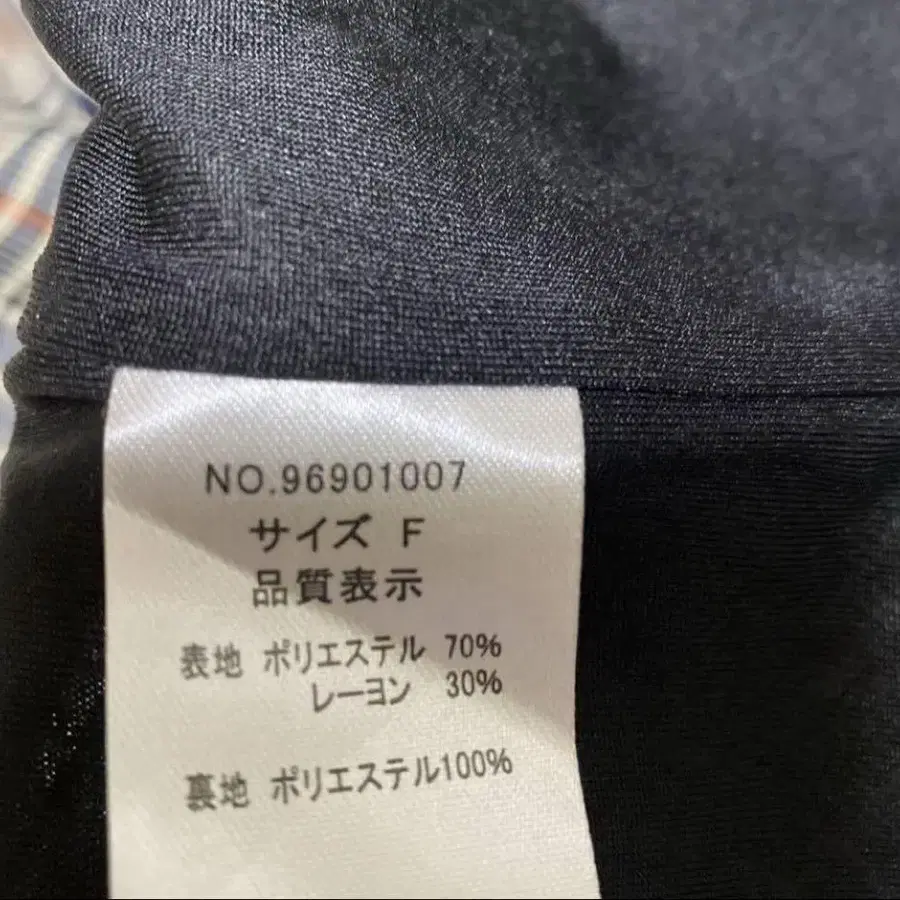 NO.96901007
サイズ F
品質表示
表地 ポリエステル 70%
レーヨン 30%
裏地 ポリエステル100%